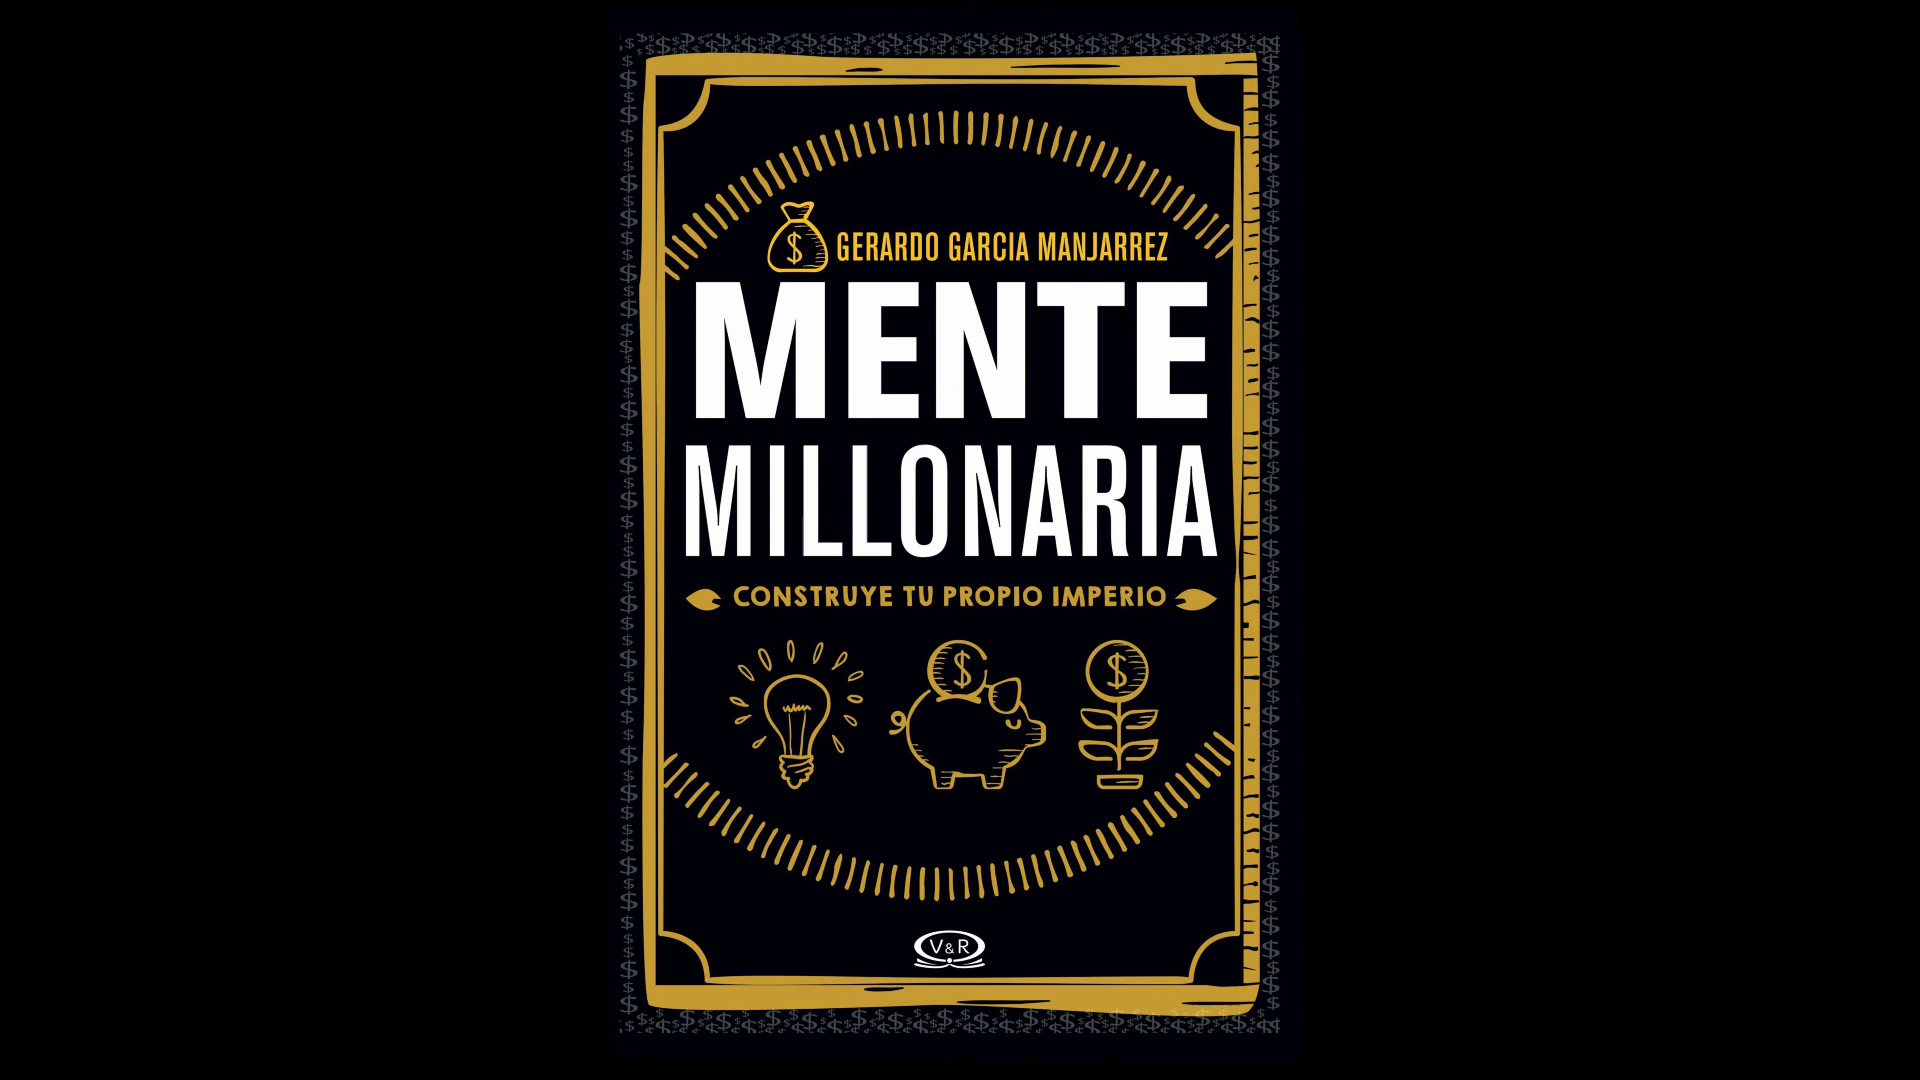 $ GERARDO GARCIA MANJARREZ
MENTE
MILLONARIA
CONSTRUYE TU PROPIO IMPERIO
$ $
V&R